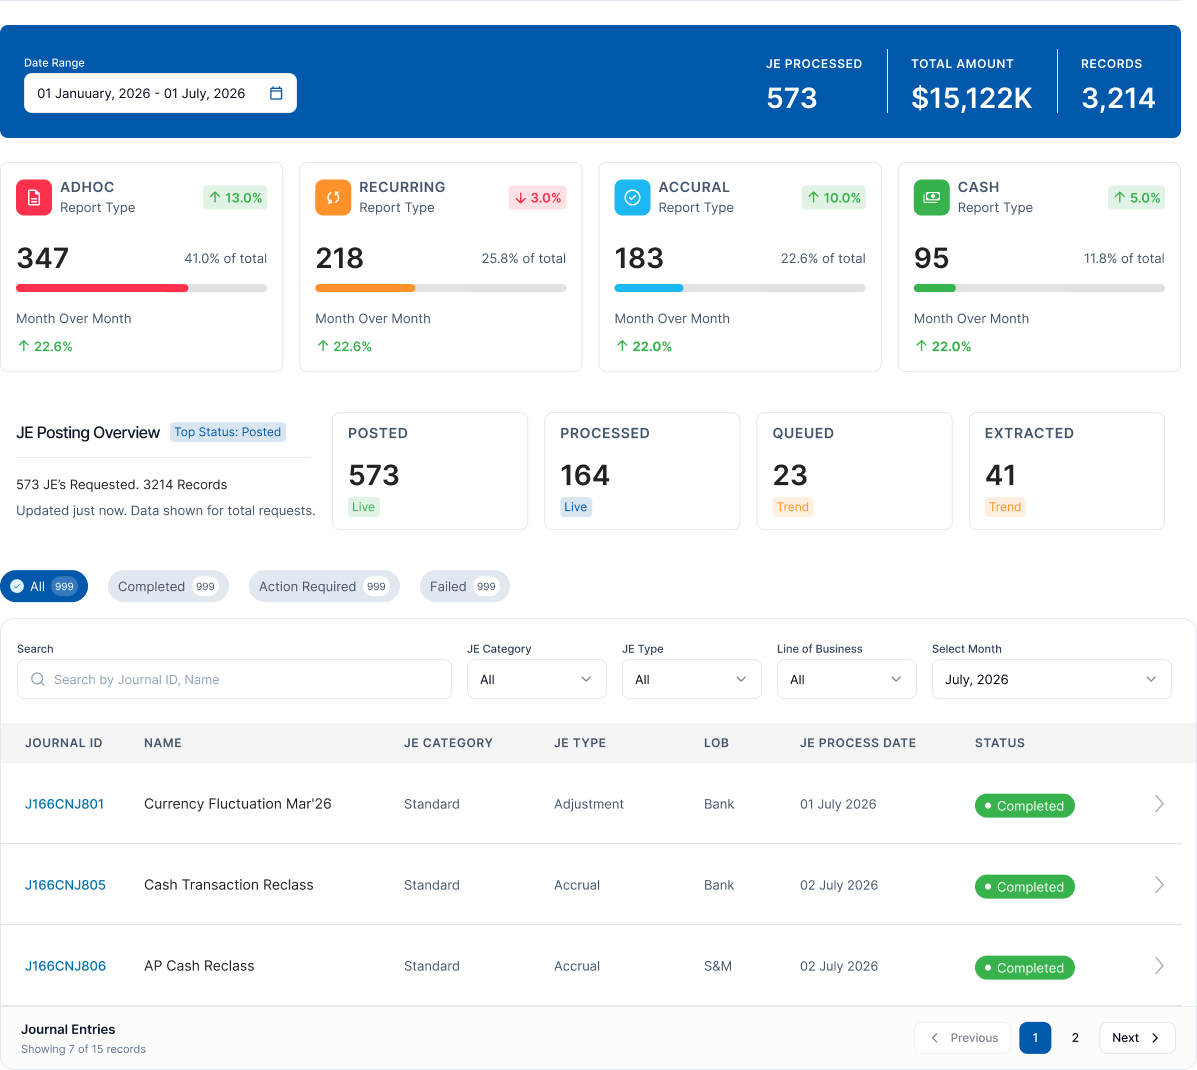 Date Range
01 Januuary, 2026 - 01 July, 2026
JE PROCESSED
573
TOTAL AMOUNT
$15,122K
RECORDS
3,214
ADHOC
Report Type
13.0%
347
41.0% of total
Month Over Month
22.6%
RECURRING
Report Type
3.0%
218
25.8% of total
Month Over Month
22.6%
ACCURAL
Report Type
10.0%
183
22.6% of total
Month Over Month
22.0%
CASH
Report Type
5.0%
95
11.8% of total
Month Over Month
22.0%
JE Posting Overview
Top Status: Posted
573 JE's Requested. 3214 Records
Updated just now. Data shown for total requests.
POSTED
573
Live
PROCESSED
164
Live
QUEUED
23
Trend
EXTRACTED
41
Trend
All 999
Completed 999
Action Required 999
Failed 999
Search
Search by Journal ID, Name
JE Category
All
JE Type
All
Line of Business
All
Select Month
July, 2026
JOURNAL ID NAME JE CATEGORY JE TYPE LOB JE PROCESS DATE STATUS
J166CNJ801 Currency Fluctuation Mar'26 Standard Adjustment Bank 01 July 2026 Completed
J166CNJ805 Cash Transaction Reclass Standard Accrual Bank 02 July 2026 Completed
J166CNJ806 AP Cash Reclass Standard Accrual S&M 02 July 2026 Completed
Journal Entries
Showing 7 of 15 records
Previous 1 2 Next